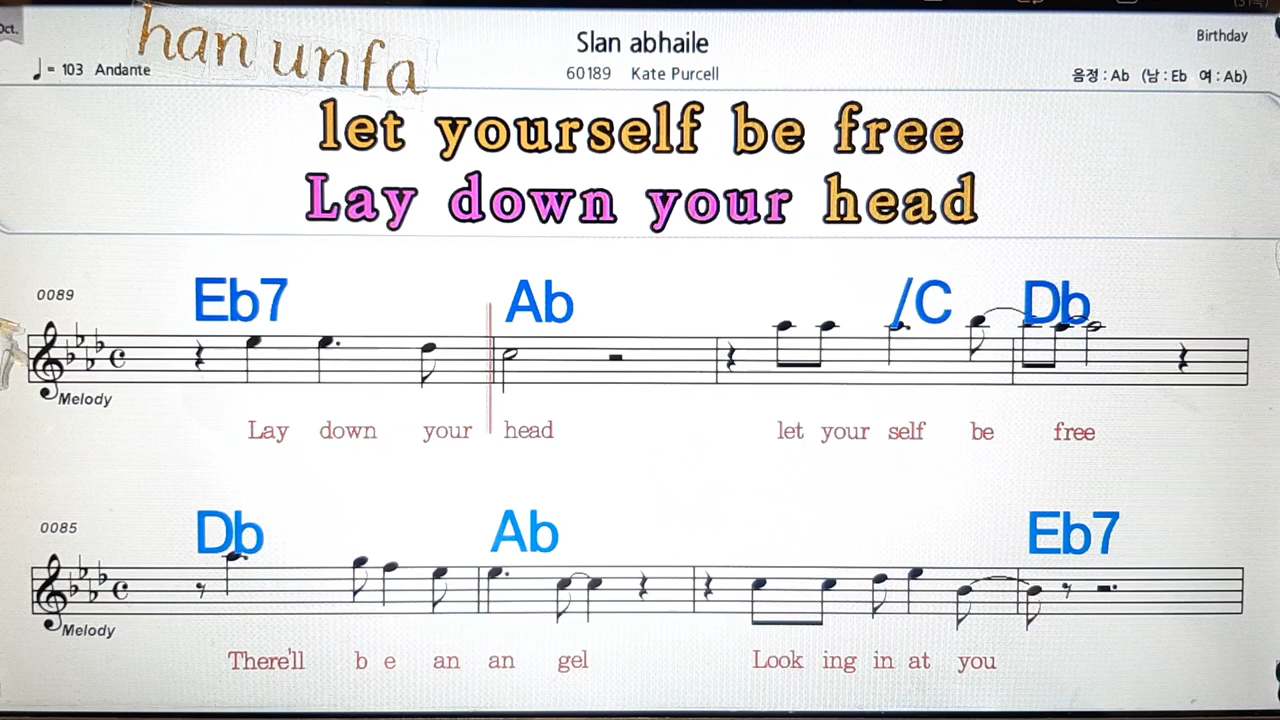 Oct.
han unfa
Slan abhaile
Birthday
♩ = 103 Andante
60189 Kate Purcell
음정 : Ab (남 : Eb 여 : Ab)
let yourself be free
Lay down your head
0089
Eb7 Ab /C Db
Melody
Lay down your head let your self be free
0085
Db Ab Eb7
Melody
There'll b e an an gel Look ing in at you